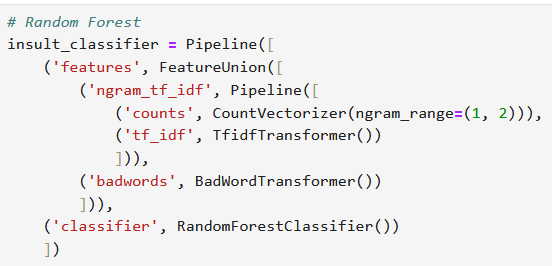 # Random Forest
insult_classifier = Pipeline([
    ('features', FeatureUnion([
        ('ngram_tf_idf', Pipeline([
            ('counts', CountVectorizer(ngram_range=(1, 2))),
            ('tf_idf', TfidfTransformer())
            ])),
        ('badwords', BadWordTransformer())
        ])),
    ('classifier', RandomForestClassifier())
    ])